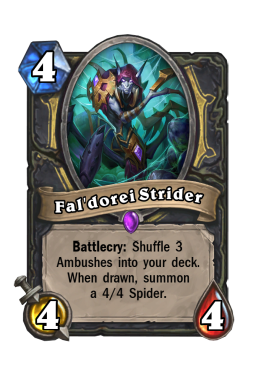 4
Fal'dorei Strider
Battlecry: Shuffle 3
Ambushes into your deck.
When drawn, summon
a 4/4 Spider.
4
4